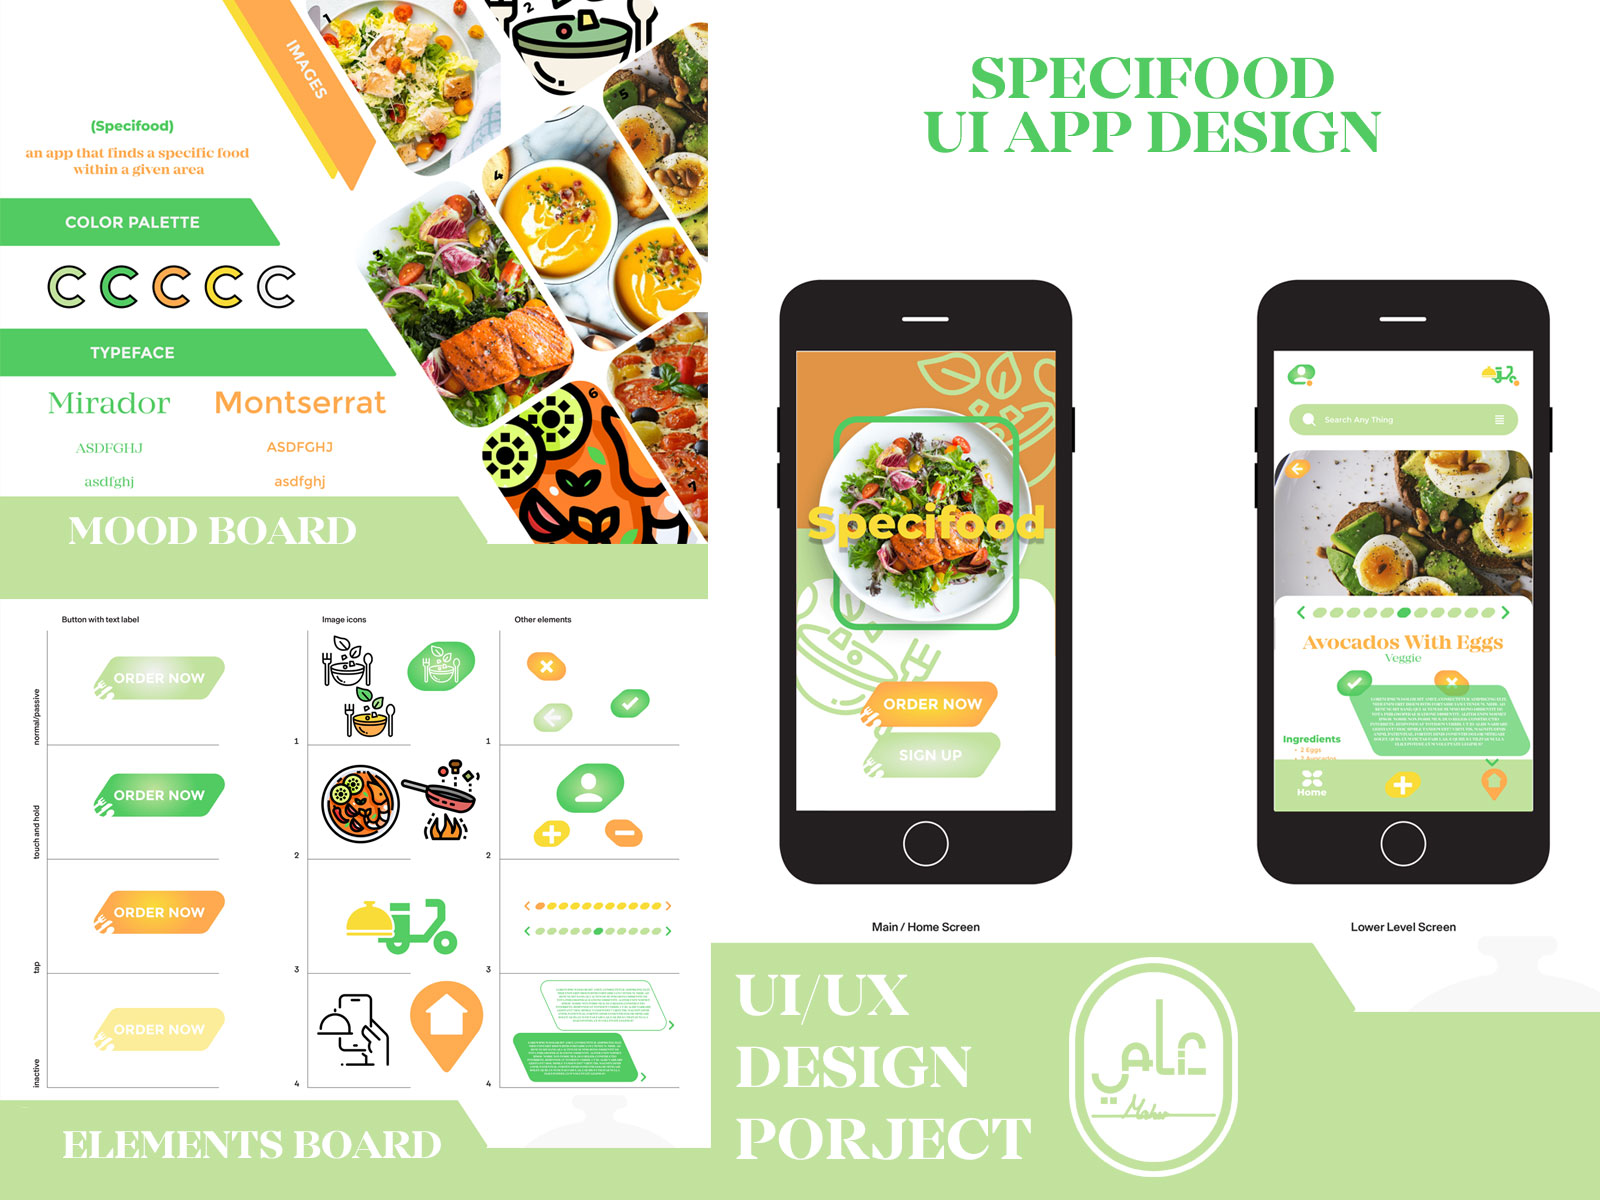 IMAGES
1
2
3
4
5
6
7
(Specifood)
an app that finds a specific food
within a given area
COLOR PALETTE
C C C C C
TYPEFACE
Mirador
Montserrat
ASDFGHJ
ASDFGHJ
asdfghj
asdfghj
MOOD BOARD
Button with text label
Image icons
Other elements
normal/passive
ORDER NOW
1
1
touch and hold
ORDER NOW
2
2
tap
ORDER NOW
3
3
inactive
ORDER NOW
4
4
ELEMENTS BOARD
SPECIFOOD
UI APP DESIGN
Specifood
ORDER NOW
SIGN UP
Main / Home Screen
Search Any Thing
Avocados With Eggs
Veggie
Ingredients
• 2 Eggs
Home
Lower Level Screen
UI/UX
DESIGN
PORJECT
Maher